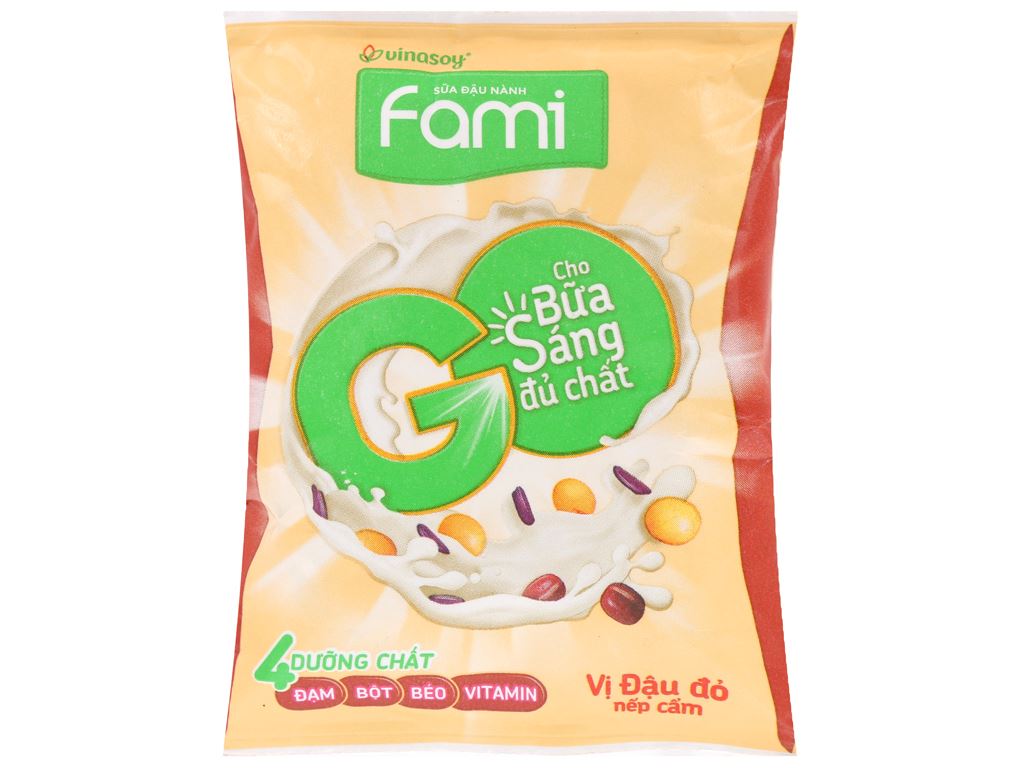 vinasoy
SỮA ĐẬU NÀNH
Fami
GO
Cho
Bữa
Sáng
đủ chất
4 DƯỠNG CHẤT
ĐẠM BỘT BÉO VITAMIN
Vị Đậu đỏ
nếp cẩm